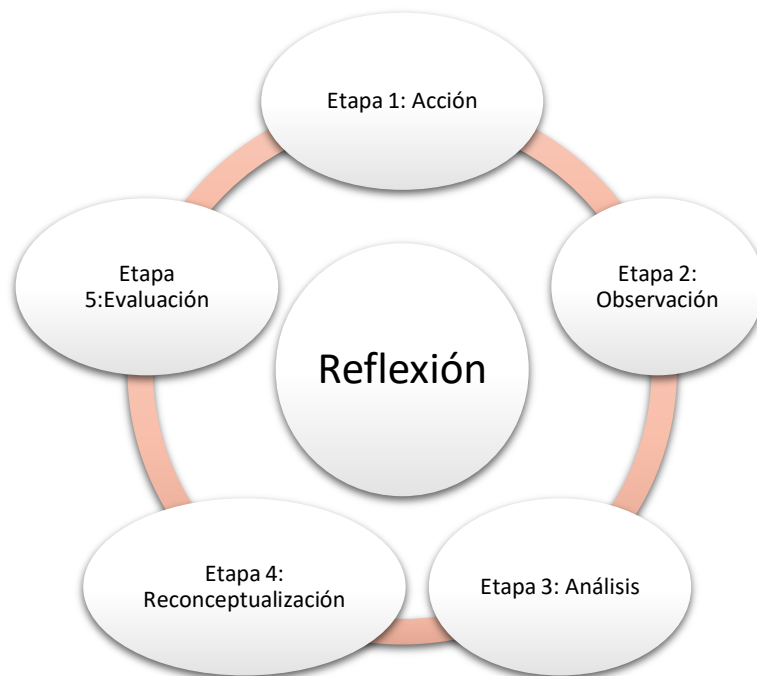 Etapa 1: Acción
Etapa 2:
Observación
Etapa
5:Evaluación
Reflexión
Etapa 4:
Reconceptualización
Etapa 3: Análisis